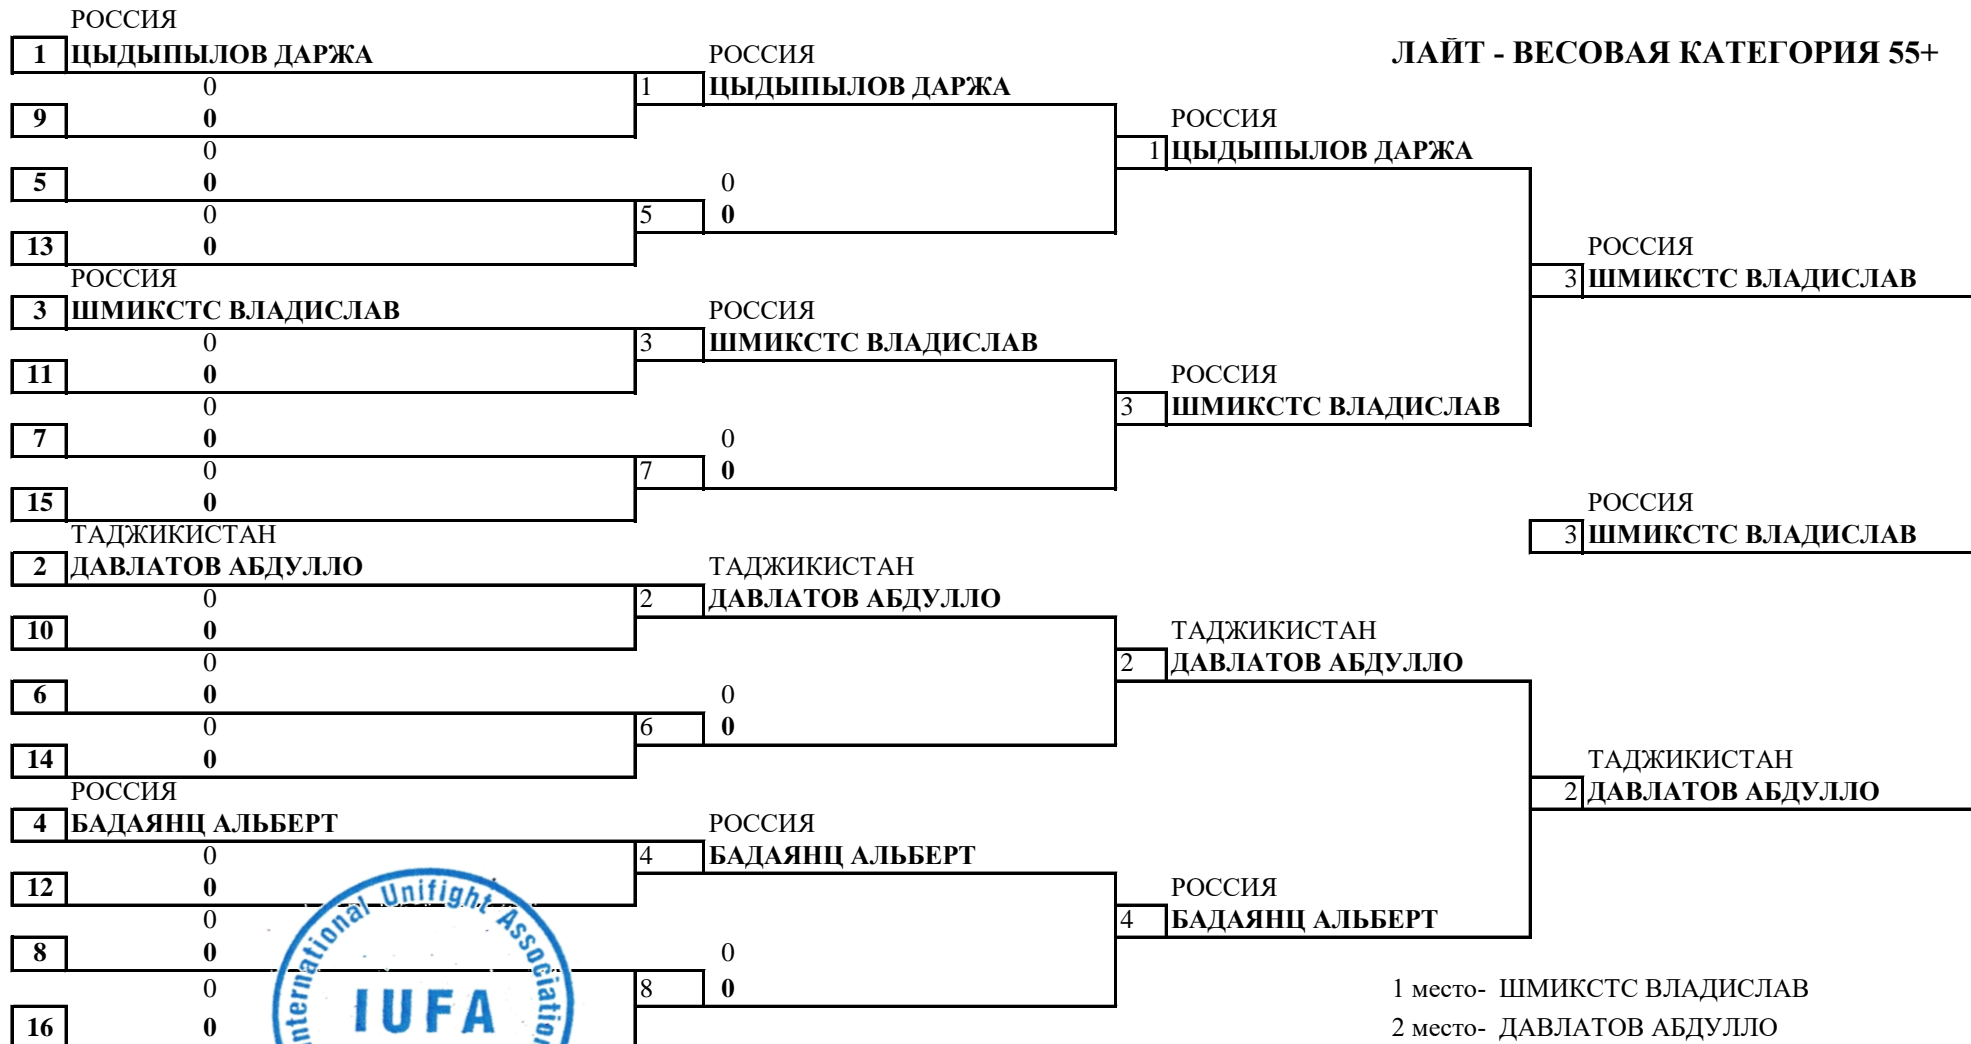 РОССИЯ
1 ЦЫДЫПЫЛОВ ДАРЖА РОССИЯ ЛАЙТ - ВЕСОВАЯ КАТЕГОРИЯ 55+
0 1 ЦЫДЫПЫЛОВ ДАРЖА
9 0 РОССИЯ
0 1 ЦЫДЫПЫЛОВ ДАРЖА
5 0 0
0 5 0
13 0 РОССИЯ
РОССИЯ 3 ШМИКСТС ВЛАДИСЛАВ
3 ШМИКСТС ВЛАДИСЛАВ РОССИЯ
0 3 ШМИКСТС ВЛАДИСЛАВ
11 0 РОССИЯ
0 3 ШМИКСТС ВЛАДИСЛАВ
7 0 0
0 7 0
15 0 РОССИЯ
ТАДЖИКИСТАН 3 ШМИКСТС ВЛАДИСЛАВ
2 ДАВЛАТОВ АБДУЛЛО ТАДЖИКИСТАН
0 2 ДАВЛАТОВ АБДУЛЛО
10 0 ТАДЖИКИСТАН
0 2 ДАВЛАТОВ АБДУЛЛО
6 0 0
0 6 0
14 0 ТАДЖИКИСТАН
РОССИЯ 2 ДАВЛАТОВ АБДУЛЛО
4 БАДАЯНЦ АЛЬБЕРТ РОССИЯ
0 4 БАДАЯНЦ АЛЬБЕРТ
12 0 РОССИЯ
0 4 БАДАЯНЦ АЛЬБЕРТ
8 0 0
0 8 0 1 место- ШМИКСТС ВЛАДИСЛАВ
16 0 2 место- ДАВЛАТОВ АБДУЛЛО
International Unifight Association
IUFA